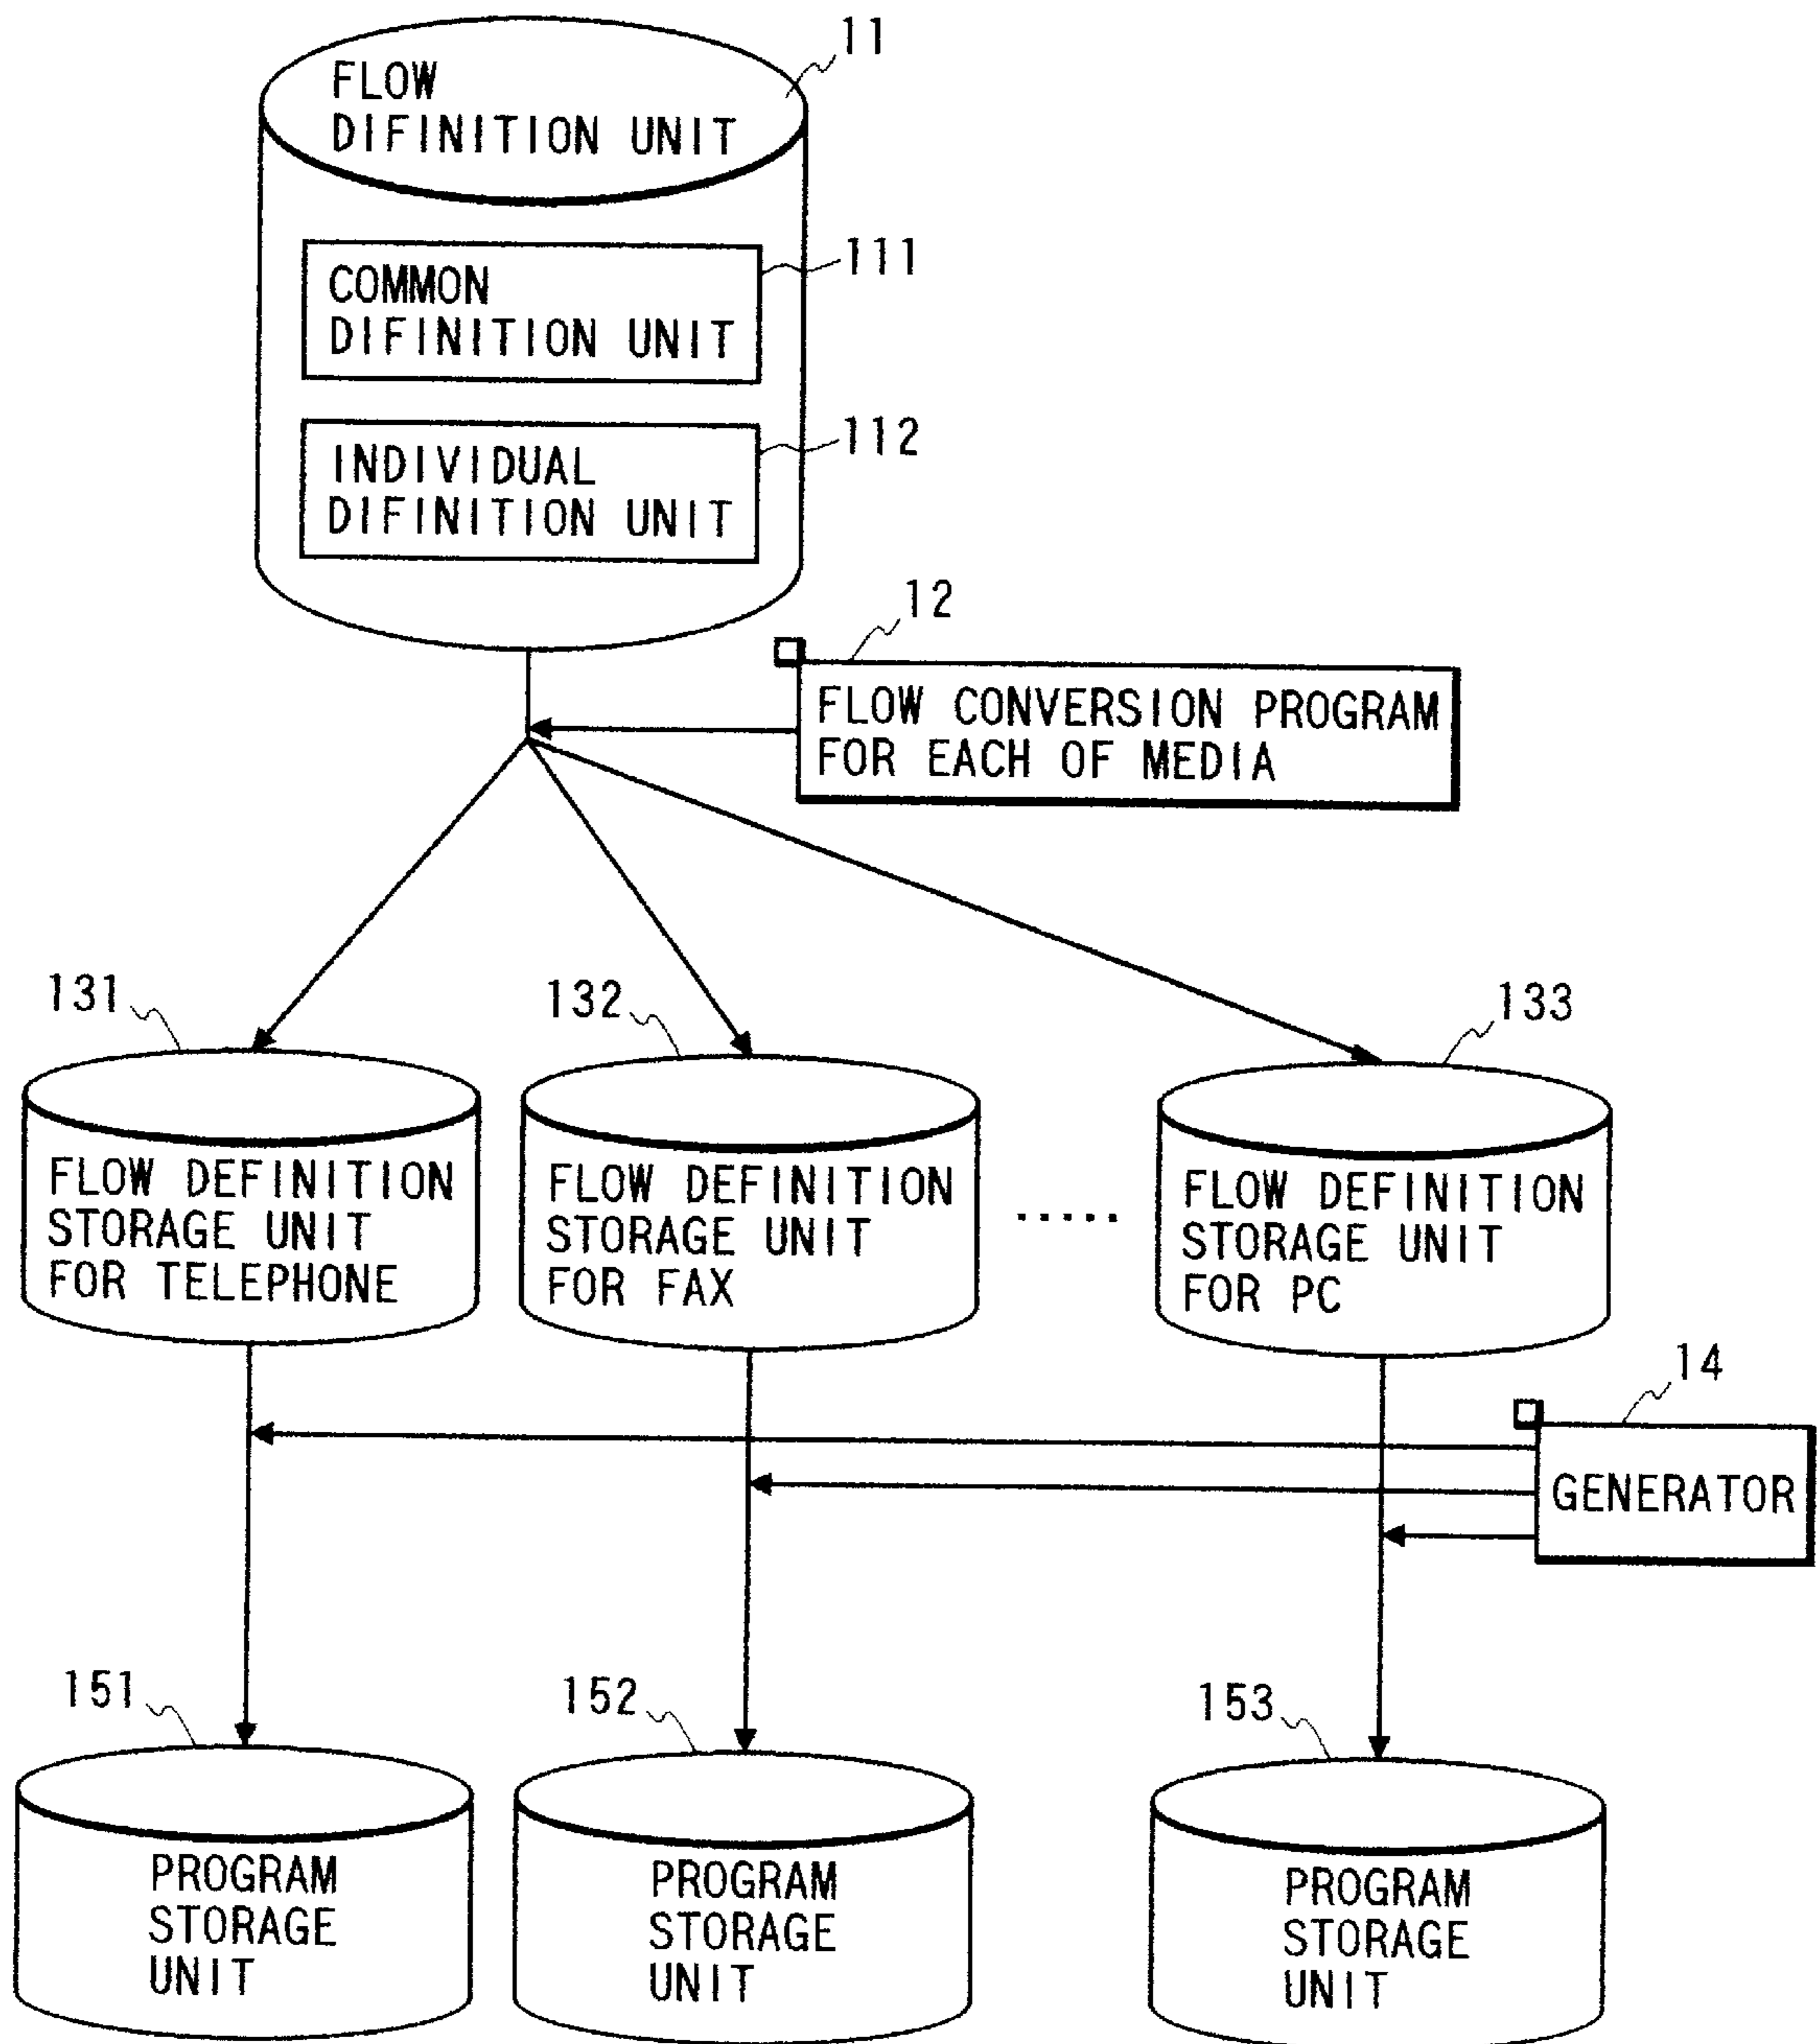 11
FLOW
DIFINITION UNIT
111
COMMON
DIFINITION UNIT
112
INDIVIDUAL
DIFINITION UNIT
12
FLOW CONVERSION PROGRAM
FOR EACH OF MEDIA
131
132
133
FLOW DEFINITION
STORAGE UNIT
FOR TELEPHONE
FLOW DEFINITION
STORAGE UNIT
FOR FAX
.....
FLOW DEFINITION
STORAGE UNIT
FOR PC
14
GENERATOR
151
152
153
PROGRAM
STORAGE
UNIT
PROGRAM
STORAGE
UNIT
PROGRAM
STORAGE
UNIT